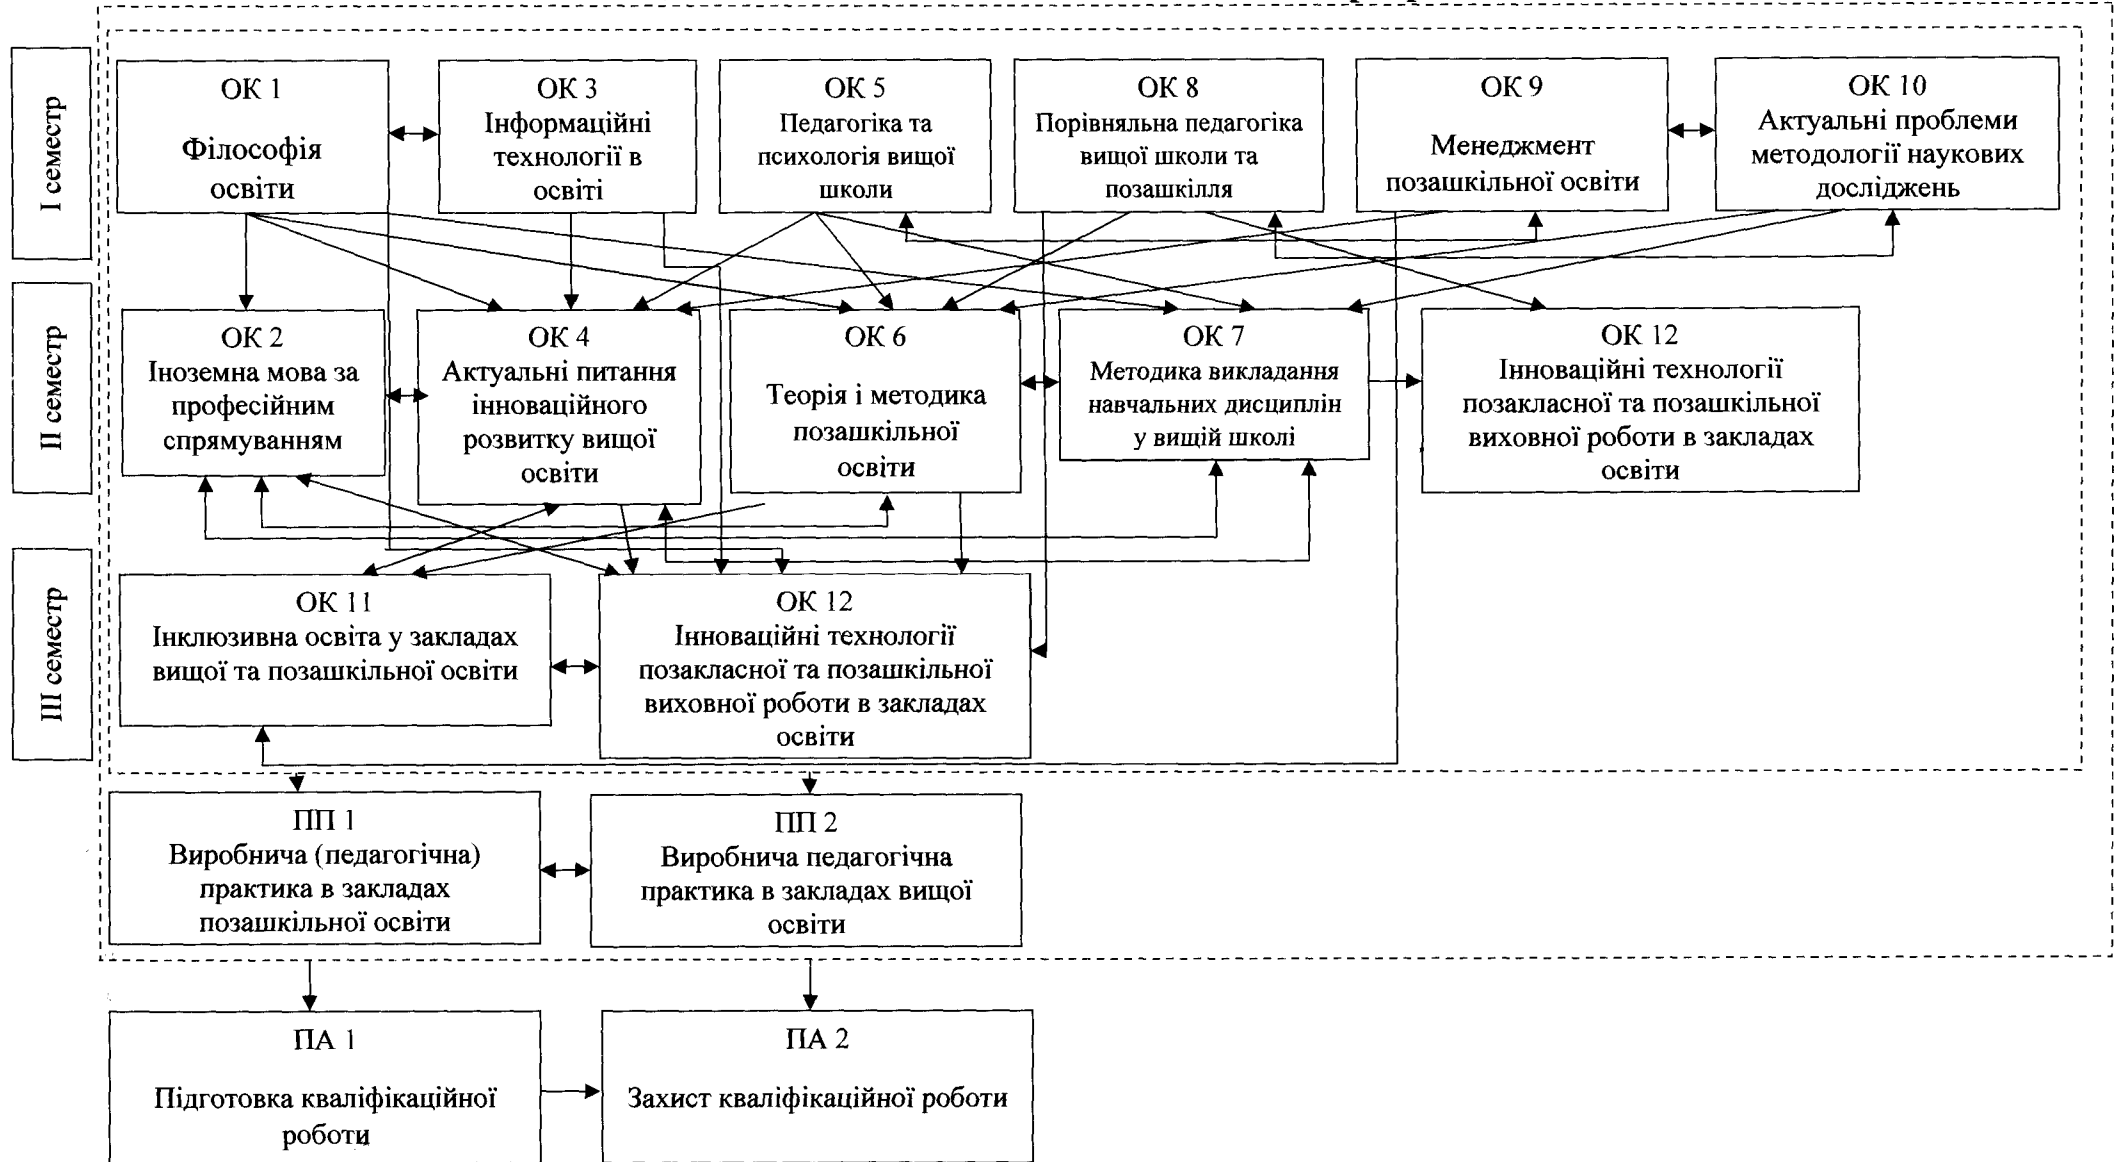 І семестр
ОК 1
Філософія
освіти
ОК 3
Інформаційні
технології в
освіті
ОК 5
Педагогіка та
психологія вищої
школи
ОК 8
Порівняльна педагогіка
вищої школи та
позашкілля
ОК 9
Менеджмент
позашкільної освіти
ОК 10
Актуальні проблеми
методології наукових
досліджень
ІІ семестр
ОК 2
Іноземна мова за
професійним
спрямуванням
ОК 4
Актуальні питання
інноваційного
розвитку вищої
освіти
ОК 6
Теорія і методика
позашкільної
освіти
ОК 7
Методика викладання
навчальних дисциплін
у вищій школі
ОК 12
Інноваційні технології
позакласної та позашкільної
виховної роботи в закладах
освіти
ІІІ семестр
ОК 11
Інклюзивна освіта у закладах
вищої та позашкільної освіти
ОК 12
Інноваційні технології
позакласної та позашкільної
виховної роботи в закладах
освіти
ПП 1
Виробнича (педагогічна)
практика в закладах
позашкільної освіти
ПП 2
Виробнича педагогічна
практика в закладах вищої
освіти
ПА 1
Підготовка кваліфікаційної
роботи
ПА 2
Захист кваліфікаційної роботи